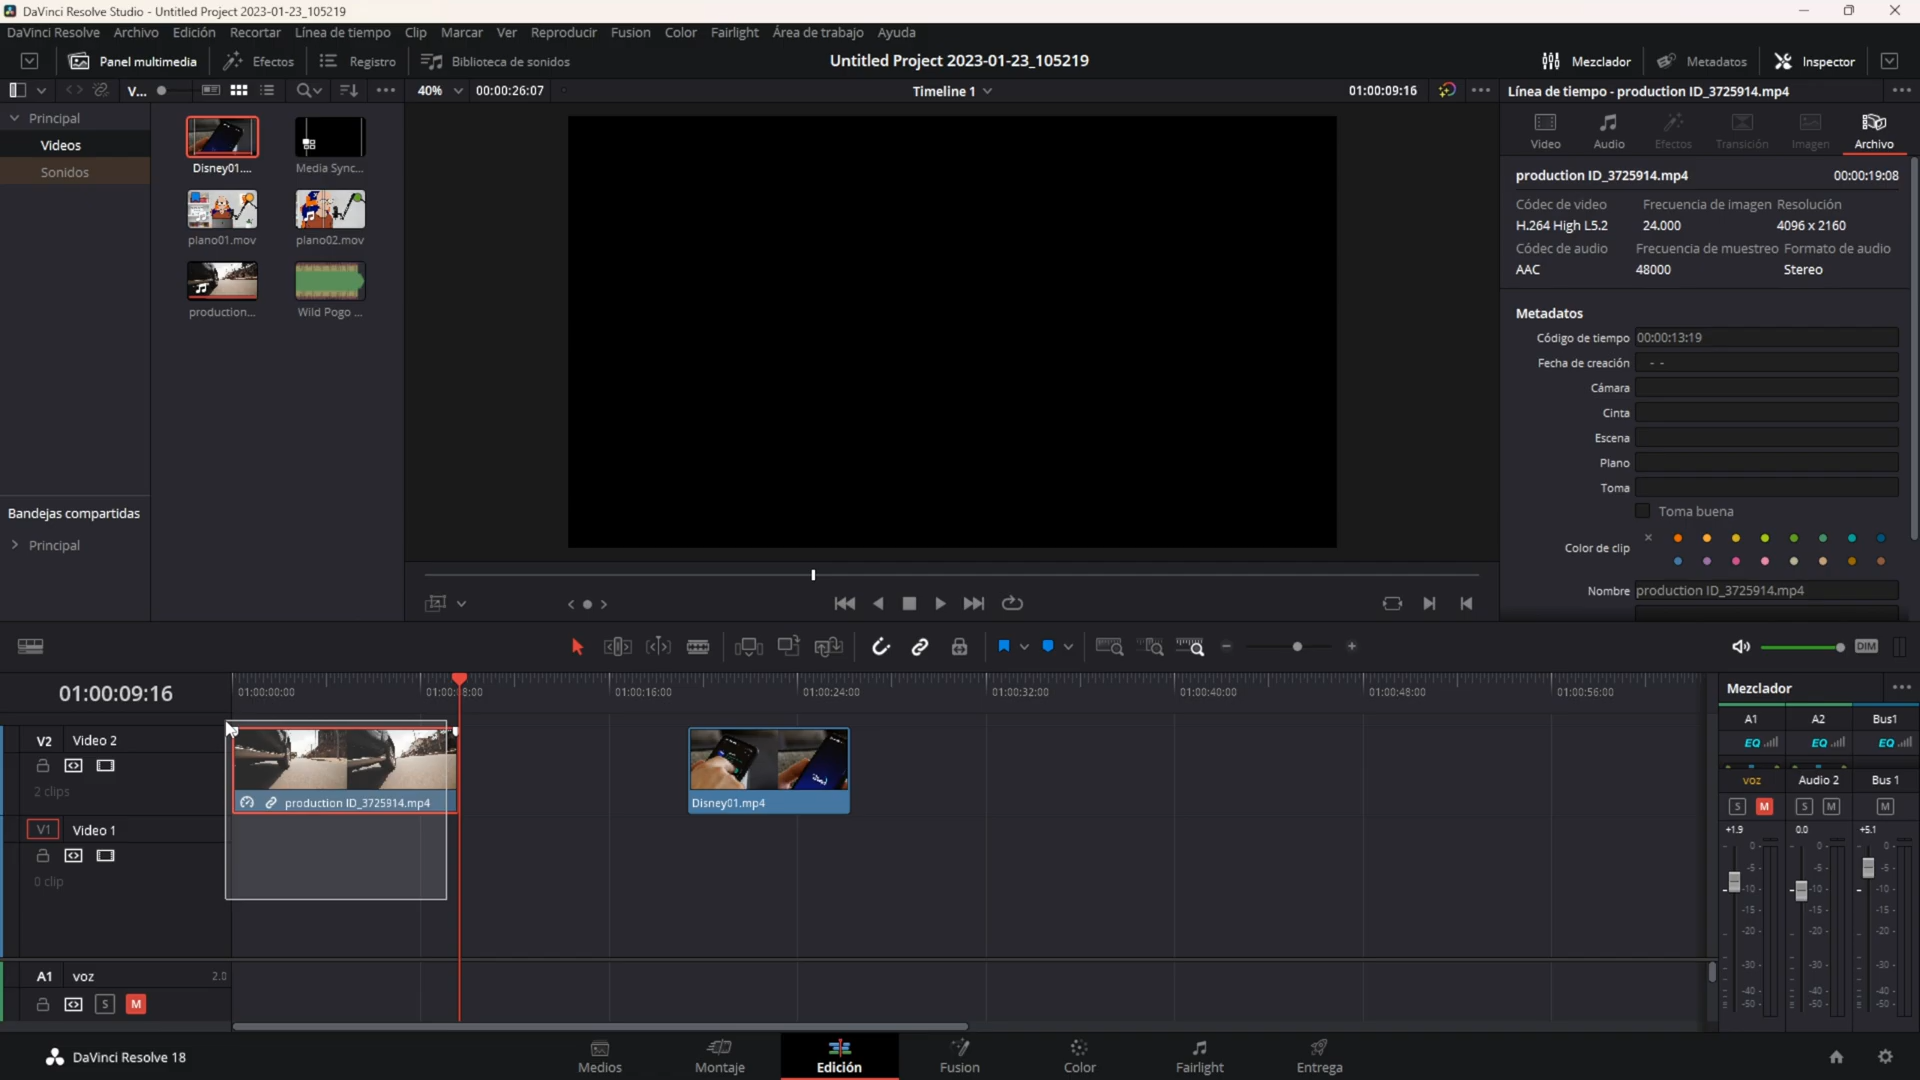 DaVinci Resolve Studio - Untitled Project 2023-01-23_105219
DaVinci Resolve Archivo Edición Recortar Línea de tiempo Clip Marcar Ver Reproducir Fusion Color Fairlight Área de trabajo Ayuda
Panel multimedia Efectos Registro Biblioteca de sonidos Untitled Project 2023-01-23_105219 Mezclador Metadatos Inspector
V... 40% 00:00:26:07 Timeline 1 01:00:09:16 Línea de tiempo - production ID_3725914.mp4
Principal
Videos
Sonidos
Disney01.... Media Sync...
plano01.mov plano02.mov
production... Wild Pogo ...
Bandejas compartidas
Principal
Video Audio Efectos Transición Imagen Archivo
production ID_3725914.mp4 00:00:19:08
Códec de video Frecuencia de imagen Resolución
H.264 High L5.2 24.000 4096 x 2160
Códec de audio Frecuencia de muestreo Formato de audio
AAC 48000 Stereo
Metadatos
Código de tiempo 00:00:13:19
Fecha de creación - -
Cámara
Cinta
Escena
Plano
Toma
Toma buena
Color de clip
Nombre production ID_3725914.mp4
DIM
01:00:09:16 01:00:00:00 01:00:16:00 01:00:24:00 01:00:32:00 01:00:40:00 01:00:48:00 01:00:56:00
V2 Video 2
2 clips
production ID_3725914.mp4 Disney01.mp4
V1 Video 1
0 clip
A1 voz 2.0
S M
Mezclador
A1 A2 Bus1
EQ EQ EQ
voz Audio 2 Bus 1
S M S M M
+1.9 0.0 +5.1
0- 0- 0-
-5- -5- -5-
-10- -10- -10-
-15- -15- -15-
-20- -20- -20-
-30- -30- -30-
-40- -40- -40-
-50- -50- -50-
DaVinci Resolve 18 Medios Montaje Edición Fusion Color Fairlight Entrega